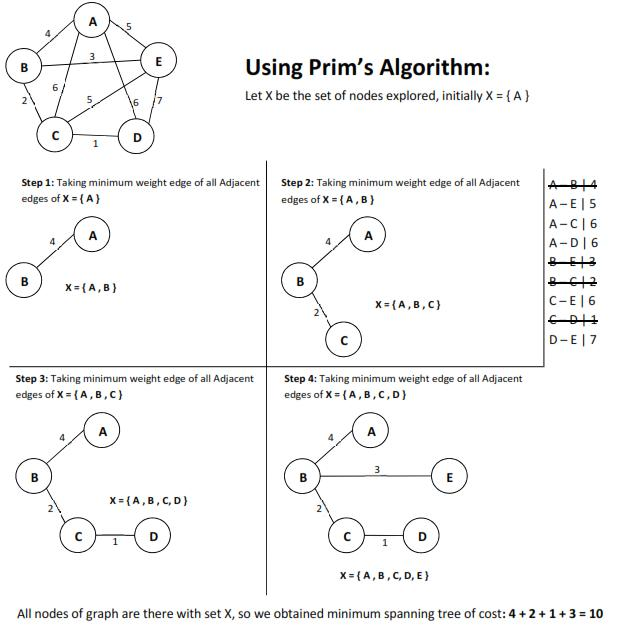 A
4
5
B
3
E
2
6
5
6
7
C
D
1
Using Prim's Algorithm:
Let X be the set of nodes explored, initially X = { A }
Step 1: Taking minimum weight edge of all Adjacent
edges of X = { A }
4
A
B
X = { A , B }
Step 2: Taking minimum weight edge of all Adjacent
edges of X = { A , B }
4
A
B
2
X = { A , B , C }
C
A – B | 4
A – E | 5
A – C | 6
A – D | 6
B – E | 3
B – C | 2
C – E | 6
C – D | 1
D – E | 7
Step 3: Taking minimum weight edge of all Adjacent
edges of X = { A , B , C }
4
A
B
2
X = { A , B , C, D }
C
1
D
Step 4: Taking minimum weight edge of all Adjacent
edges of X = { A , B , C , D }
4
A
B
3
E
2
C
1
D
X = { A , B , C, D, E }
All nodes of graph are there with set X, so we obtained minimum spanning tree of cost: 4 + 2 + 1 + 3 = 10